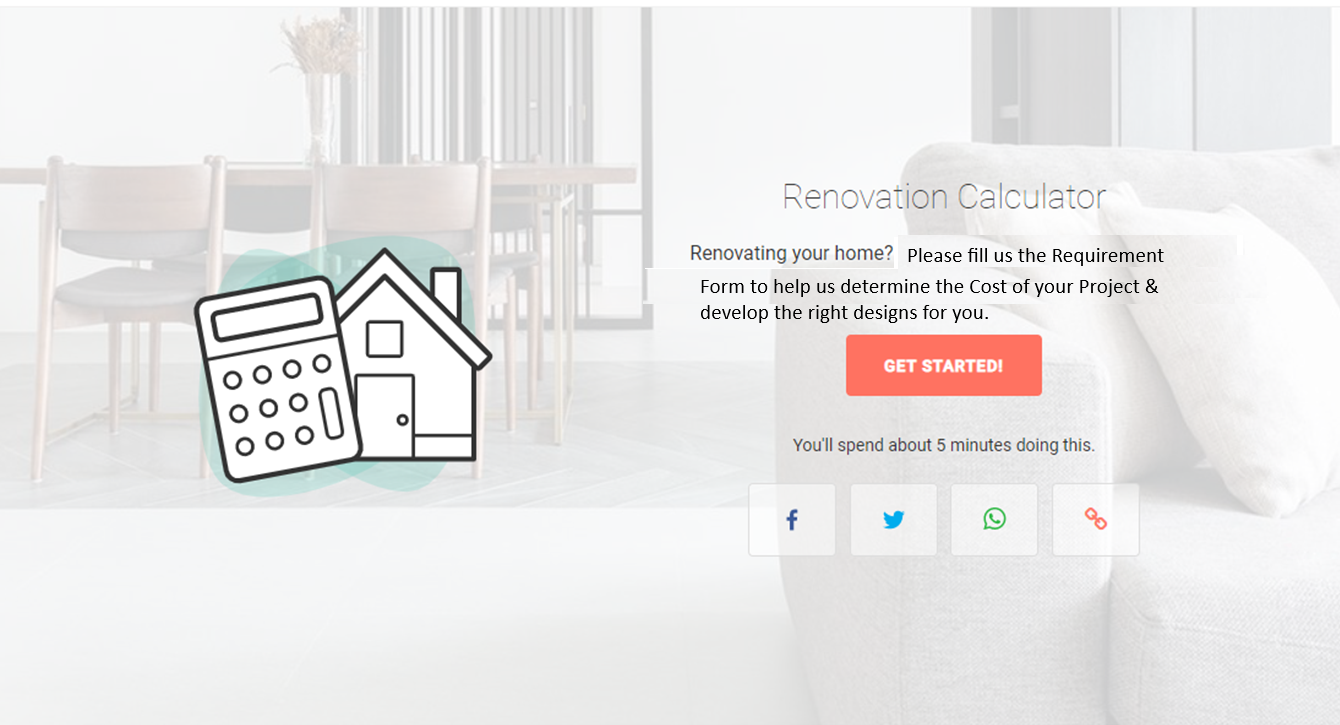 Renovation Calculator
Renovating your home? Please fill us the Requirement
Form to help us determine the Cost of your Project &
develop the right designs for you.
GET STARTED!
You'll spend about 5 minutes doing this.